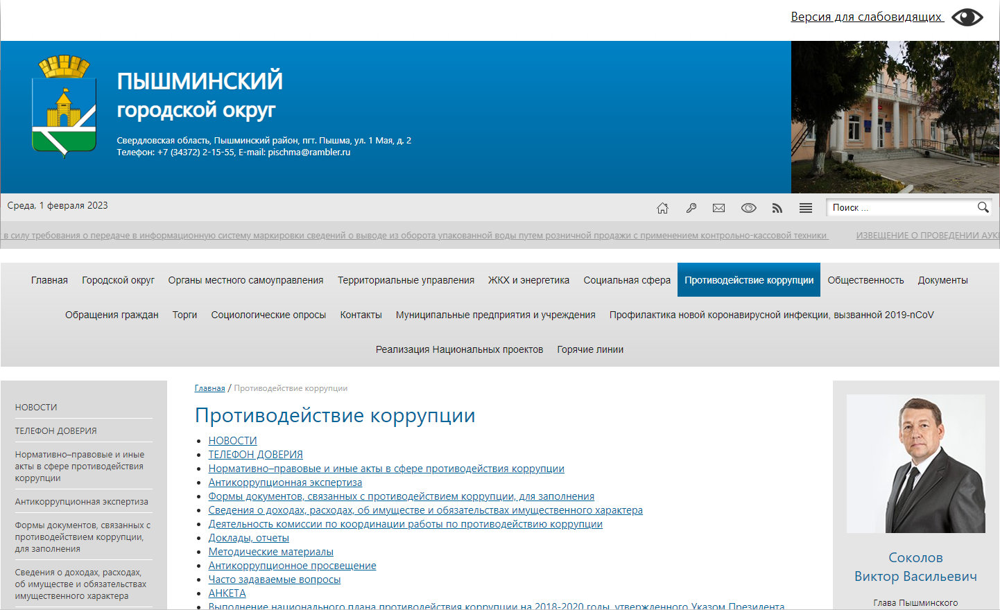 Версия для слабовидящих
ПЫШМИНСКИЙ
городской округ
Свердловская область, Пышминский район, пгт. Пышма, ул. 1 Мая, д. 2
Телефон: +7 (34372) 2-15-55, E-mail: pischma@rambler.ru
Среда, 1 февраля 2023
Поиск ...
в силу требования о передаче в информационную систему маркировки сведений о выводе из оборота упакованной воды путем розничной продажи с применением контрольно-кассовой техники
ИЗВЕЩЕНИЕ О ПРОВЕДЕНИИ АУК
Главная Городской округ Органы местного самоуправления Территориальные управления ЖКХ и энергетика Социальная сфера Противодействие коррупции Общественность Документы
Обращения граждан Торги Социологические опросы Контакты Муниципальные предприятия и учреждения Профилактика новой коронавирусной инфекции, вызванной 2019-nCoV
Реализация Национальных проектов Горячие линии
НОВОСТИ
ТЕЛЕФОН ДОВЕРИЯ
Нормативно–правовые и иные
акты в сфере противодействия
коррупции
Антикоррупционная экспертиза
Формы документов, связанных с
противодействием коррупции,
для заполнения
Сведения о доходах, расходах,
об имуществе и обязательствах
имущественного характера
Главная / Противодействие коррупции
Противодействие коррупции
НОВОСТИ
ТЕЛЕФОН ДОВЕРИЯ
Нормативно–правовые и иные акты в сфере противодействия коррупции
Антикоррупционная экспертиза
Формы документов, связанных с противодействием коррупции, для заполнения
Сведения о доходах, расходах, об имуществе и обязательствах имущественного характера
Деятельность комиссии по координации работы по противодействию коррупции
Доклады, отчеты
Методические материалы
Антикоррупционное просвещение
Часто задаваемые вопросы
АНКЕТА
Выполнение национального плана противодействия коррупции на 2018-2020 годы, утвержденного Указом Президента
Соколов
Виктор Васильевич
Глава Пышминского